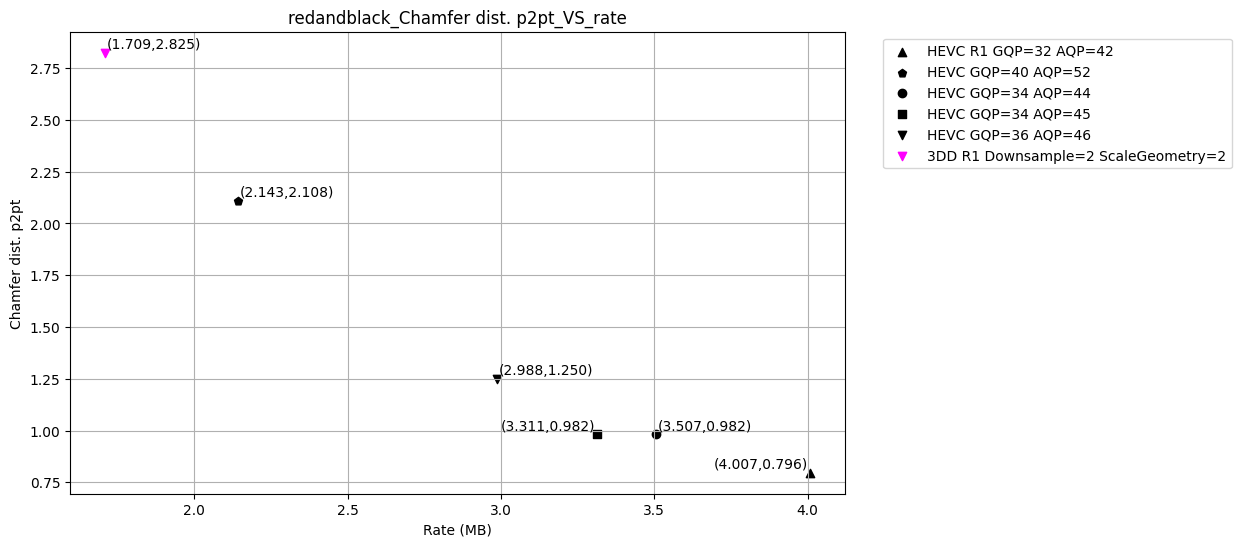 redandblack_Chamfer dist. p2pt_VS_rate
(1.709,2.825)
(2.143,2.108)
(2.988,1.250)
(3.311,0.982)
(3.507,0.982)
(4.007,0.796)
2.75
2.50
2.25
2.00
1.75
1.50
1.25
1.00
0.75
Chamfer dist. p2pt
2.0
2.5
3.0
3.5
4.0
Rate (MB)
HEVC R1 GQP=32 AQP=42
HEVC GQP=40 AQP=52
HEVC GQP=34 AQP=44
HEVC GQP=34 AQP=45
HEVC GQP=36 AQP=46
3DD R1 Downsample=2 ScaleGeometry=2